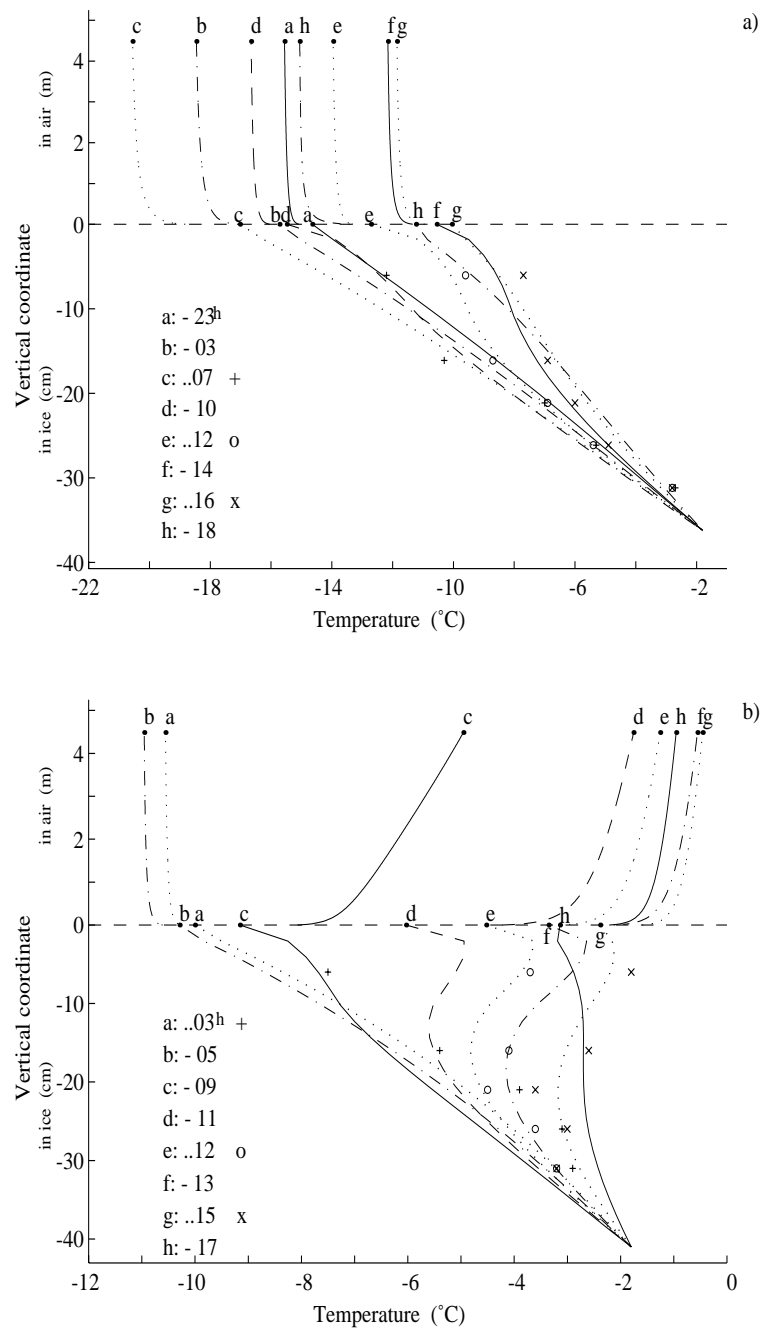 a)
c b d a h e f g
4
2
0
-10
-20
-30
-40
in air (m)
Vertical coordinate
in ice (cm)
c b d a e h f g
a: - 23h
b: - 03
c: ..07 +
d: - 10
e: ..12 o
f: - 14
g: ..16 x
h: - 18
-22 -18 -14 -10 -6 -2
Temperature (˚C)
b)
b a c d e h f g
4
2
0
-10
-20
-30
-40
in air (m)
Vertical coordinate
in ice (cm)
b a c d e f h g
a: ..03h +
b: - 05
c: - 09
d: - 11
e: ..12 o
f: - 13
g: ..15 x
h: - 17
-12 -10 -8 -6 -4 -2 0
Temperature (˚C)